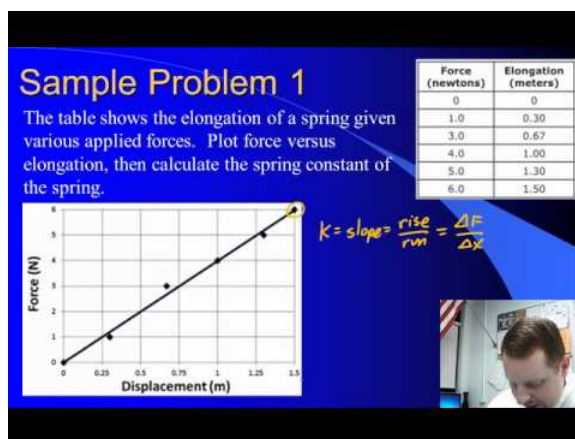 Sample Problem 1
The table shows the elongation of a spring given
various applied forces. Plot force versus
elongation, then calculate the spring constant of
the spring.
Force (newtons) Elongation (meters)
0 0
1.0 0.30
3.0 0.67
4.0 1.00
5.0 1.30
6.0 1.50
K = slope = rise/run = ΔF/ΔX
Force (N)
6
5
4
3
2
1
0
0 0.25 0.5 0.75 1 1.25 1.5
Displacement (m)